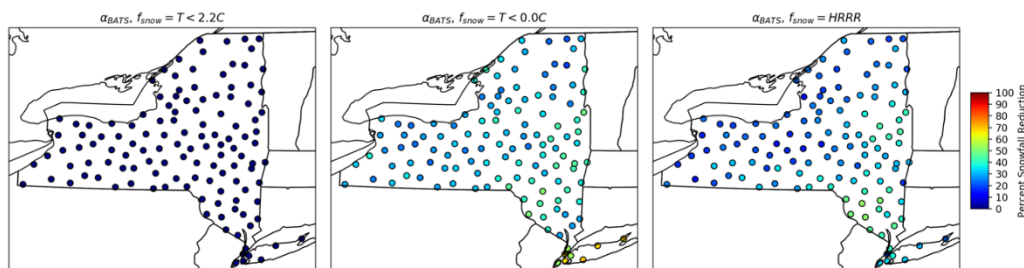 α_BATS, f_snow = T < 2.2C
α_BATS, f_snow = T < 0.0C
α_BATS, f_snow = HRRR
100
90
80
70
60
50
40
30
20
10
0
Percent Snowfall Reduction